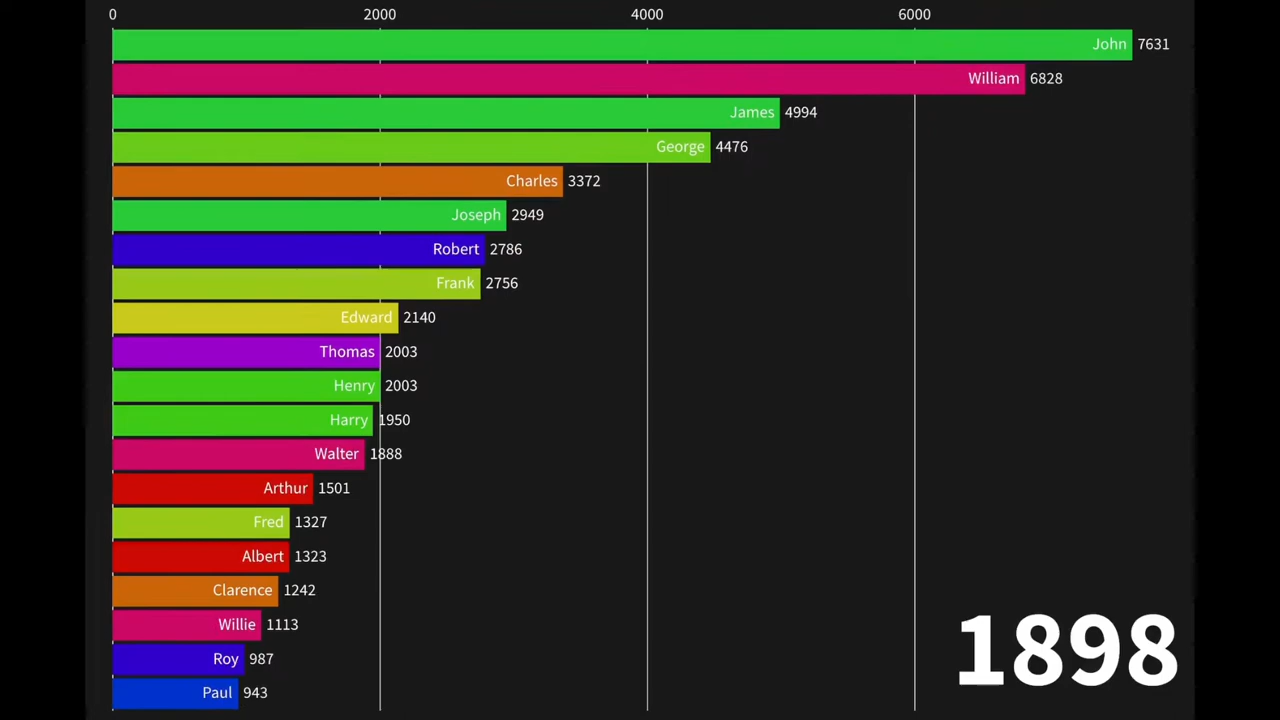 0 2000 4000 6000
John 7631
William 6828
James 4994
George 4476
Charles 3372
Joseph 2949
Robert 2786
Frank 2756
Edward 2140
Thomas 2003
Henry 2003
Harry 1950
Walter 1888
Arthur 1501
Fred 1327
Albert 1323
Clarence 1242
Willie 1113
Roy 987
Paul 943
1898